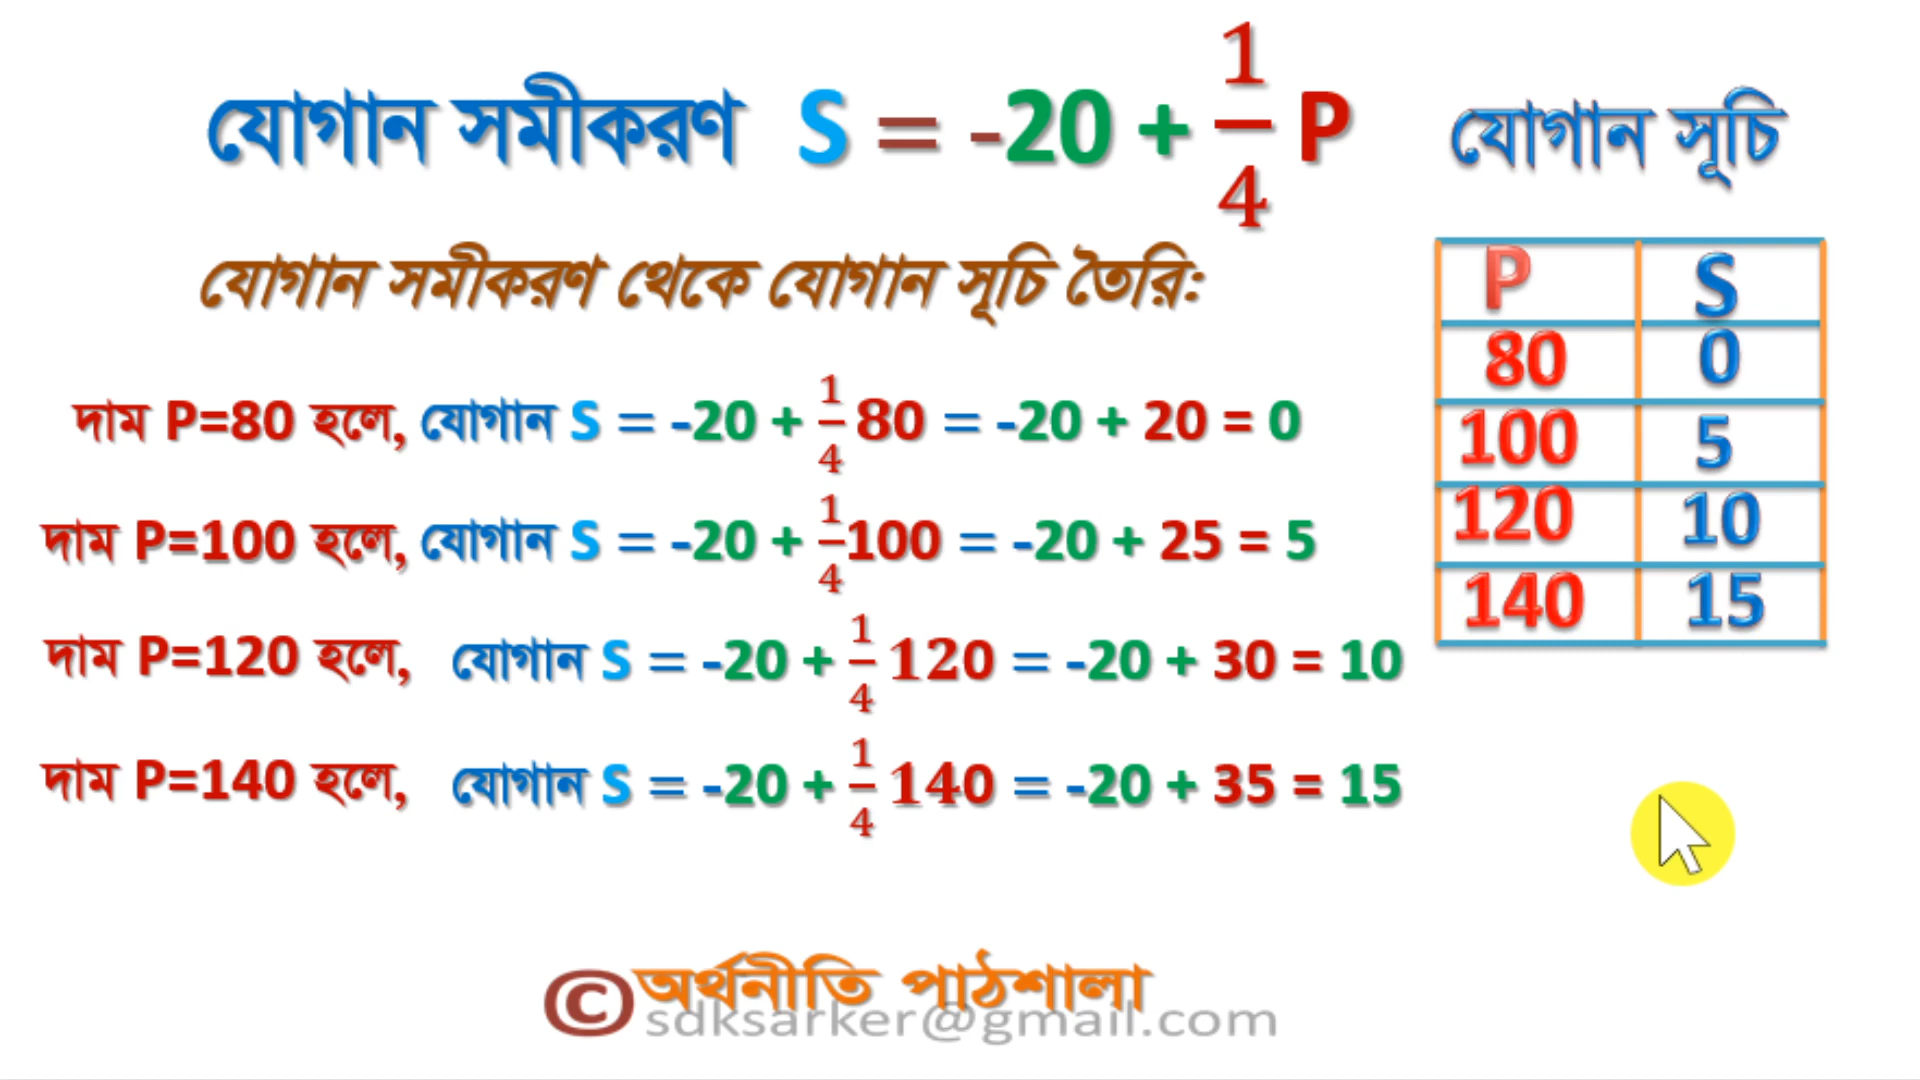 যোগান সমীকরণ S = -20 + 1/4 P
যোগান সমীকরণ থেকে যোগান সূচি তৈরি:
দাম P=80 হলে, যোগান S = -20 + 1/4 80 = -20 + 20 = 0
দাম P=100 হলে, যোগান S = -20 + 1/4 100 = -20 + 25 = 5
দাম P=120 হলে, যোগান S = -20 + 1/4 120 = -20 + 30 = 10
দাম P=140 হলে, যোগান S = -20 + 1/4 140 = -20 + 35 = 15
যোগান সূচি
P S
80 0
100 5
120 10
140 15
©অর্থনীতি পাঠশালা
sdksarker@gmail.com